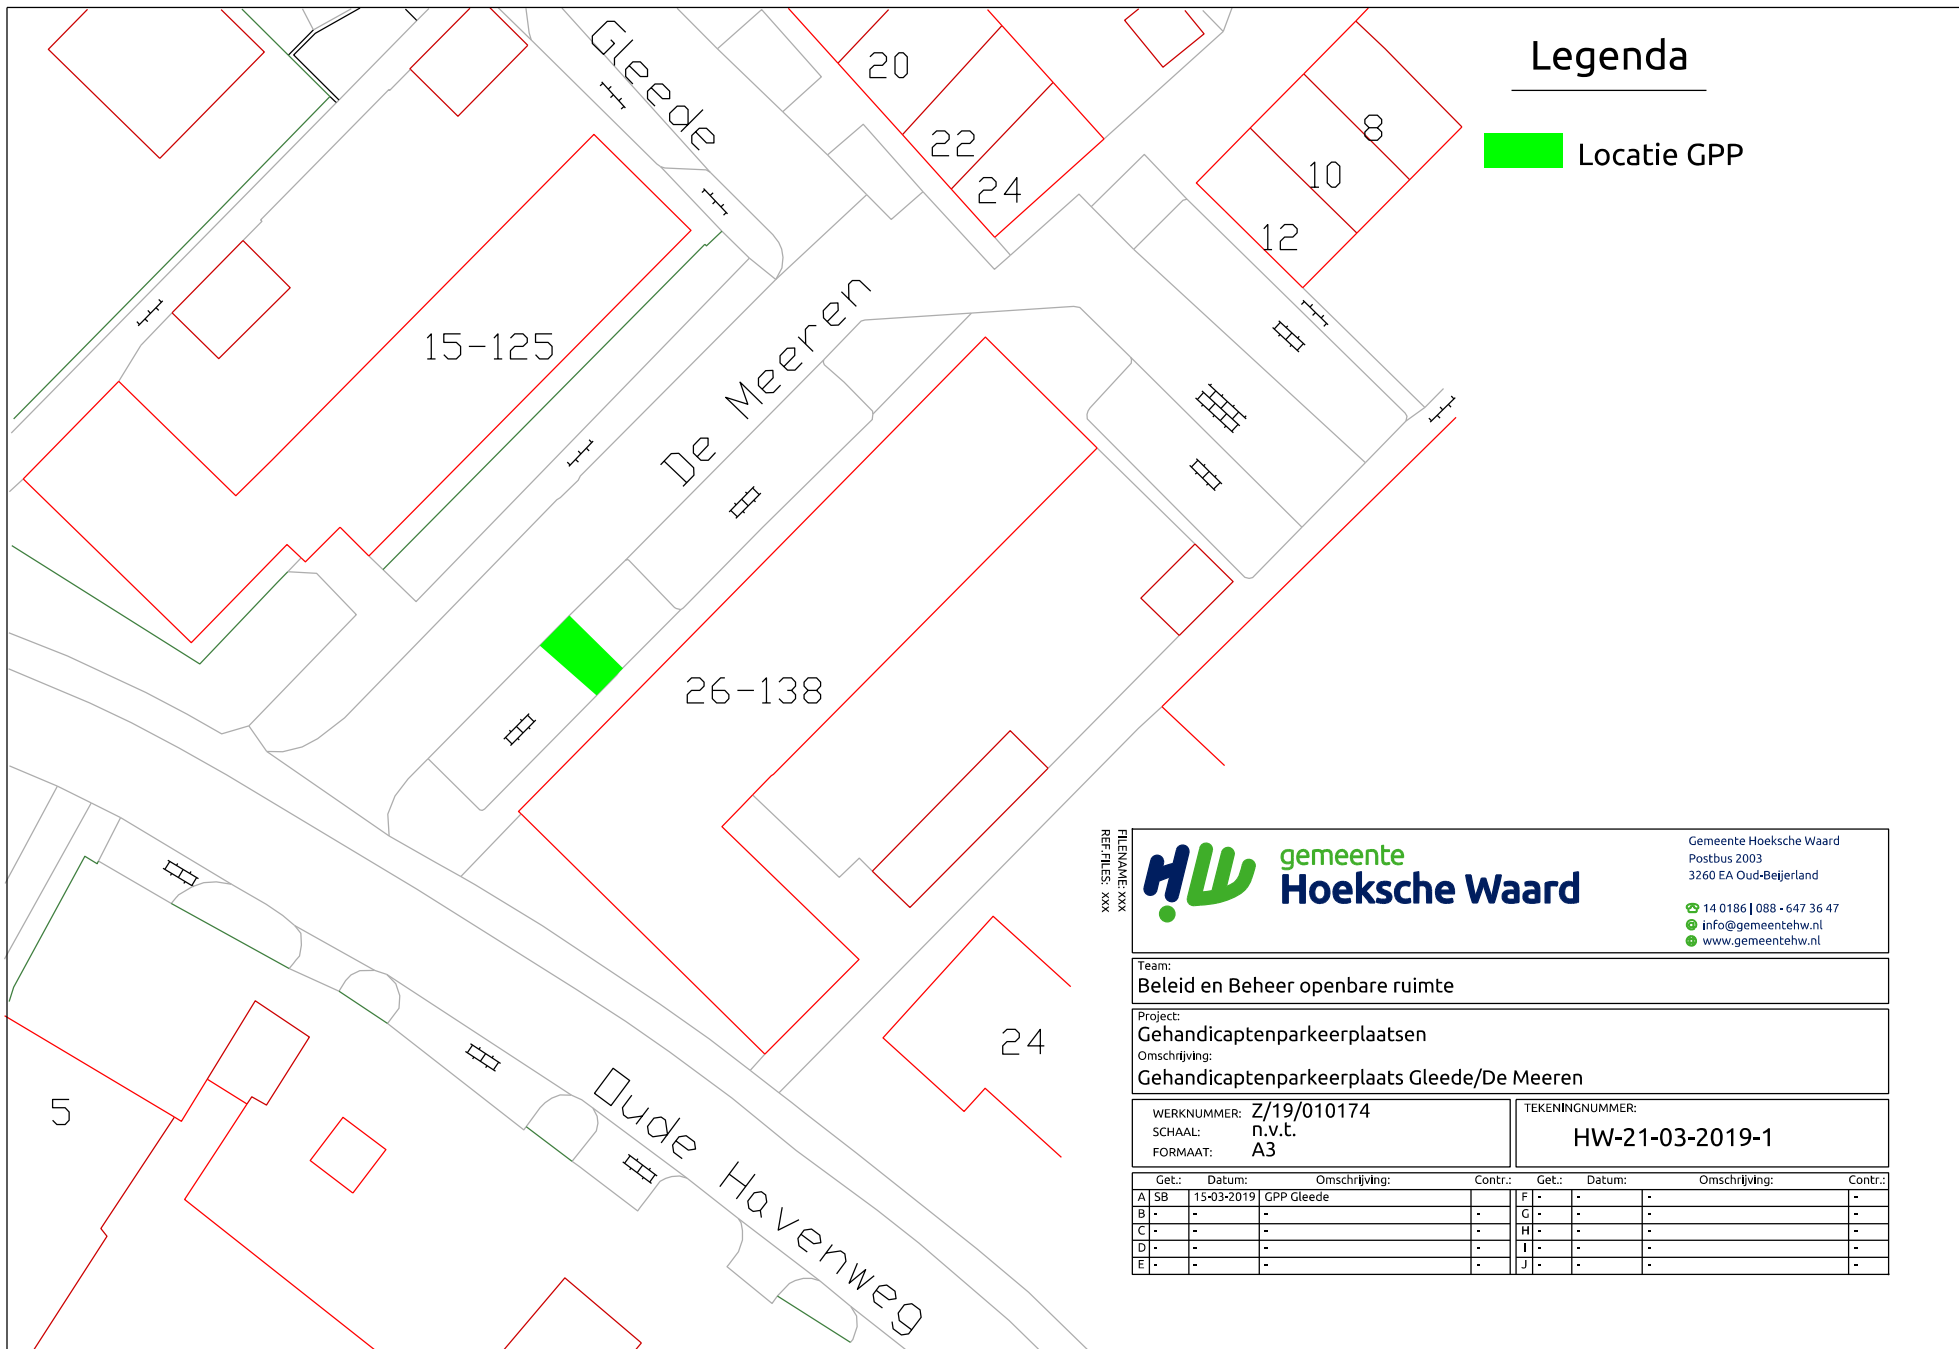 Gleede
20
22
24
8
10
12
15-125
De Meeren
26-138
24
5
Oude Havenweg
Legenda
Locatie GPP
FILENAME: XXX
REF.FILES: XXX
gemeente
Hoeksche Waard
Gemeente Hoeksche Waard
Postbus 2003
3260 EA Oud-Beijerland
14 0186 | 088 - 647 36 47
info@gemeentehw.nl
www.gemeentehw.nl
Team:
Beleid en Beheer openbare ruimte
Project:
Gehandicaptenparkeerplaatsen
Omschrijving:
Gehandicaptenparkeerplaats Gleede/De Meeren
WERKNUMMER: Z/19/010174
SCHAAL: n.v.t.
FORMAAT: A3
TEKENINGNUMMER:
HW-21-03-2019-1
Get.: Datum: Omschrijving: Contr.: Get.: Datum: Omschrijving: Contr.:
A SB 15-03-2019 GPP Gleede F - - - -
B - - - - G - - - -
C - - - - H - - - -
D - - - - I - - - -
E - - - - J - - - -